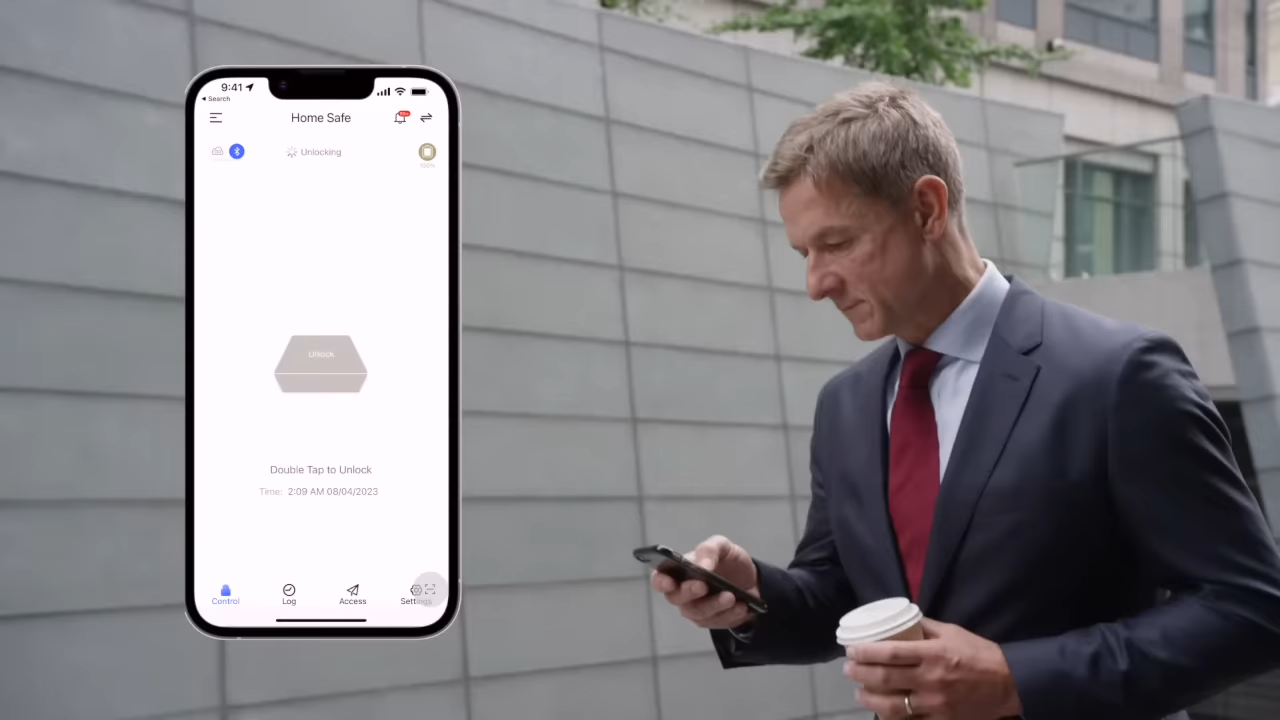 9:41
Search
Home Safe
Unlocking
100%
Unlock
Double Tap to Unlock
Time: 2:09 AM 08/04/2023
Control
Log
Access
Settings